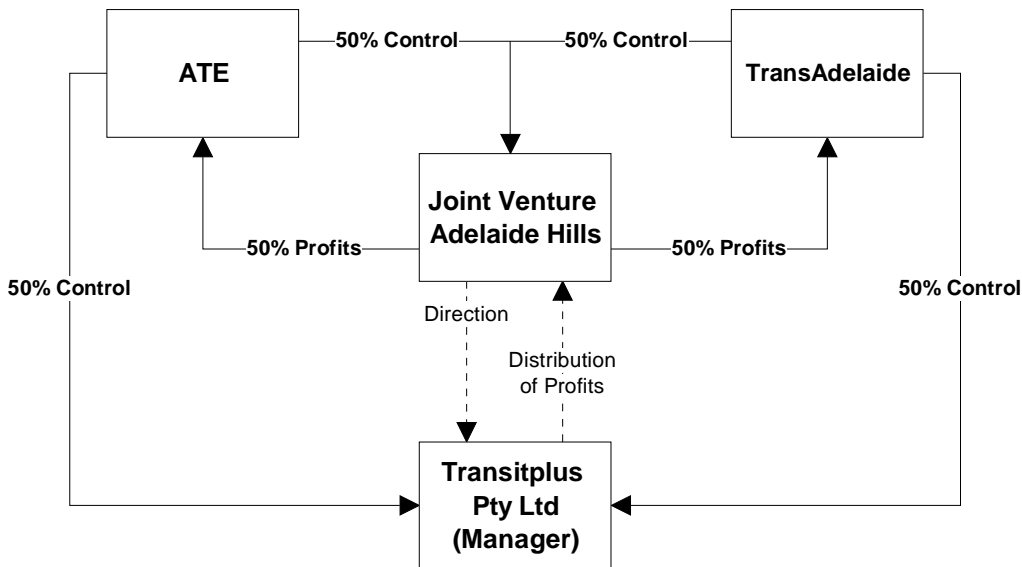 50% Control
50% Control
ATE
TransAdelaide
Joint Venture
Adelaide Hills
50% Profits
50% Profits
50% Control
50% Control
Direction
Distribution
of Profits
Transitplus
Pty Ltd
(Manager)